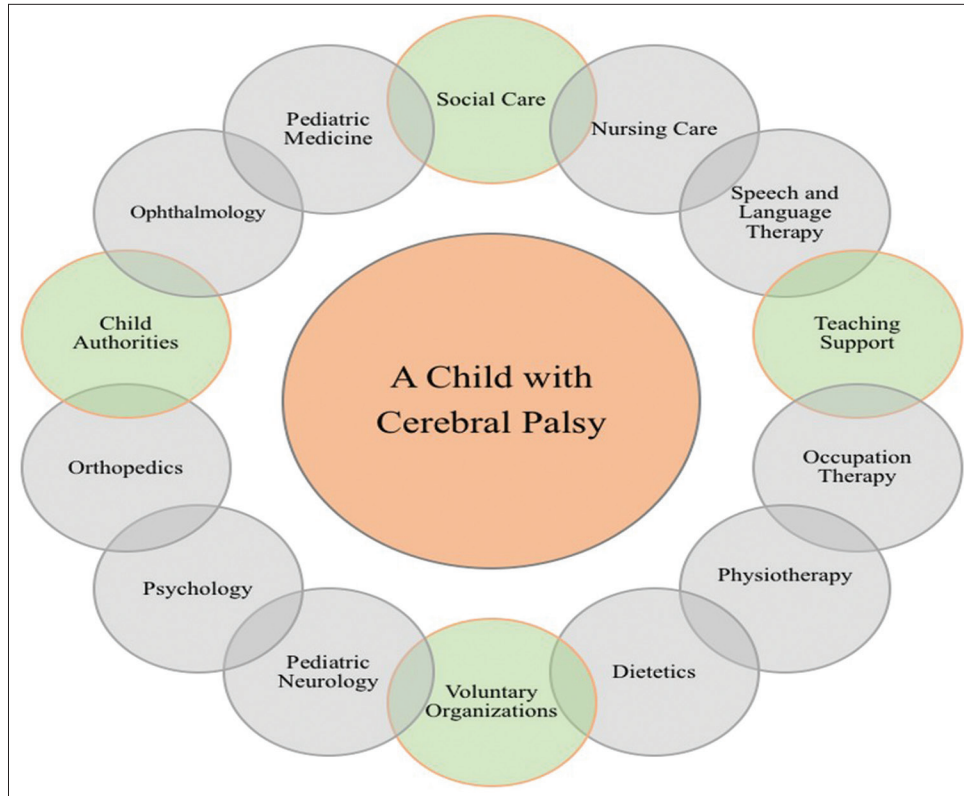 Social Care
Nursing Care
Speech and
Language
Therapy
Teaching
Support
Occupation
Therapy
Physiotherapy
Dietetics
Voluntary
Organizations
Pediatric
Neurology
Psychology
Orthopedics
Child
Authorities
Ophthalmology
Pediatric
Medicine
A Child with
Cerebral Palsy